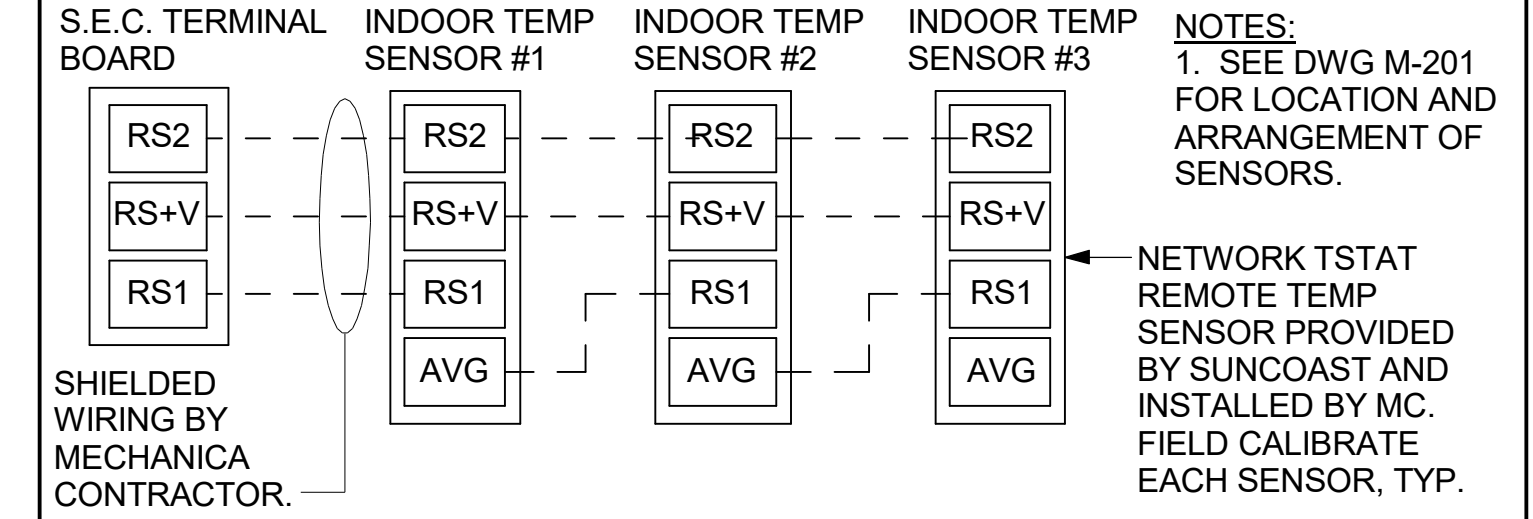 S.E.C. TERMINAL
BOARD
INDOOR TEMP
SENSOR #1
INDOOR TEMP
SENSOR #2
INDOOR TEMP
SENSOR #3
RS2
RS+V
RS1
RS2
RS+V
RS1
AVG
RS2
RS+V
RS1
AVG
RS2
RS+V
RS1
AVG
SHIELDED
WIRING BY
MECHANICA
CONTRACTOR.
NOTES:
1. SEE DWG M-201
FOR LOCATION AND
ARRANGEMENT OF
SENSORS.
NETWORK TSTAT
REMOTE TEMP
SENSOR PROVIDED
BY SUNCOAST AND
INSTALLED BY MC.
FIELD CALIBRATE
EACH SENSOR, TYP.